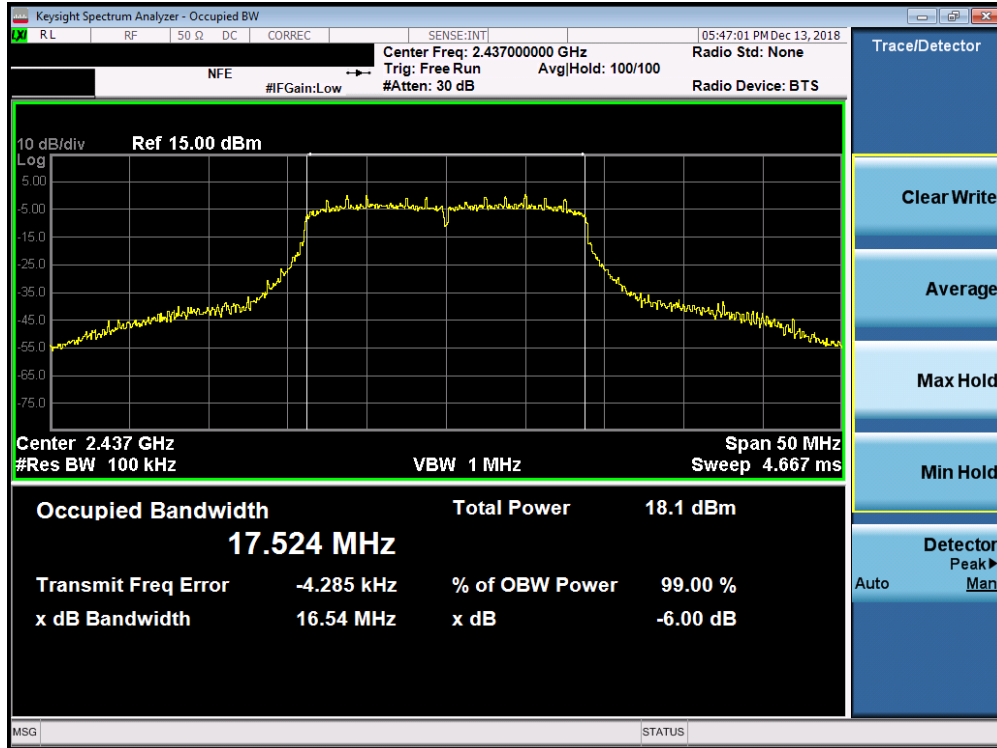 Keysight Spectrum Analyzer - Occupied BW
LXI RL RF 50 Ω DC CORREC SENSE:INT 05:47:01 PM Dec 13, 2018
NFE
#IFGain:Low
Center Freq: 2.437000000 GHz
Trig: Free Run Avg|Hold: 100/100
#Atten: 30 dB
Radio Std: None
Radio Device: BTS
10 dB/div Ref 15.00 dBm
Log
5.00
-5.00
-15.0
-25.0
-35.0
-45.0
-55.0
-65.0
-75.0
Center 2.437 GHz Span 50 MHz
#Res BW 100 kHz VBW 1 MHz Sweep 4.667 ms
Occupied Bandwidth Total Power 18.1 dBm
17.524 MHz
Transmit Freq Error -4.285 kHz % of OBW Power 99.00 %
x dB Bandwidth 16.54 MHz x dB -6.00 dB
Trace/Detector
Clear Write
Average
Max Hold
Min Hold
Detector
Peak▶
Auto Man
MSG STATUS